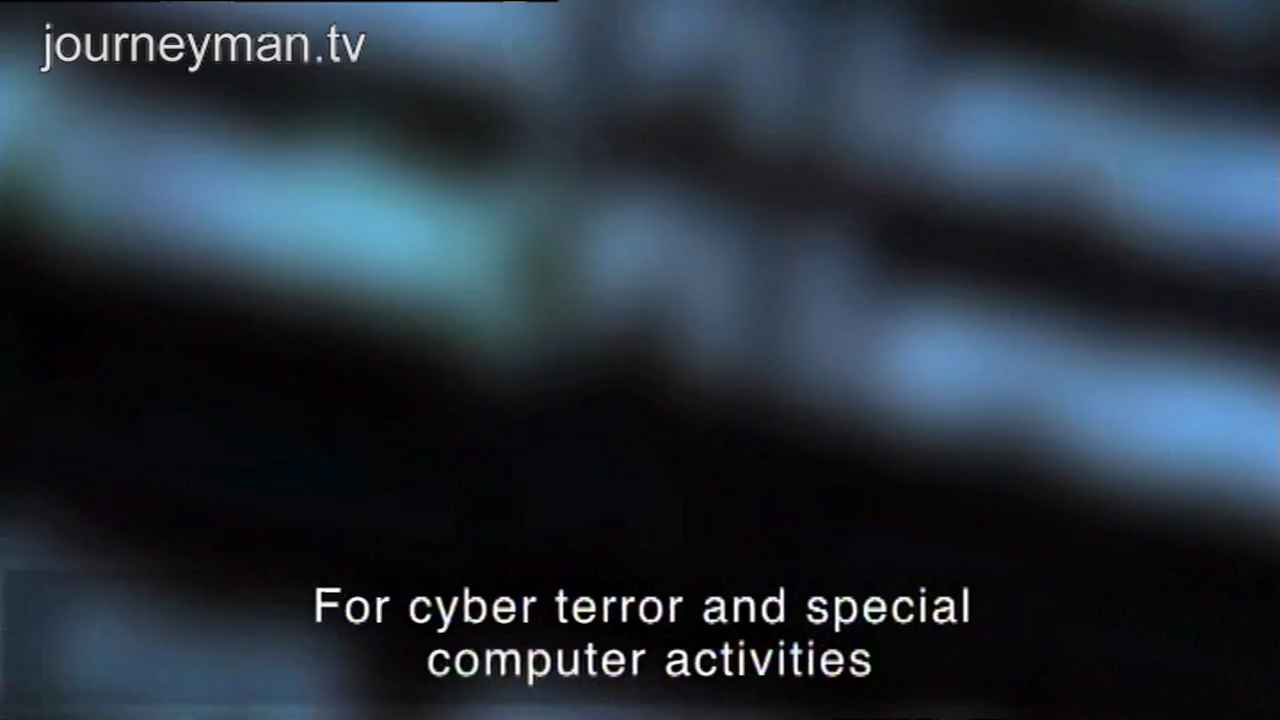 journeyman.tv
For cyber terror and special
computer activities